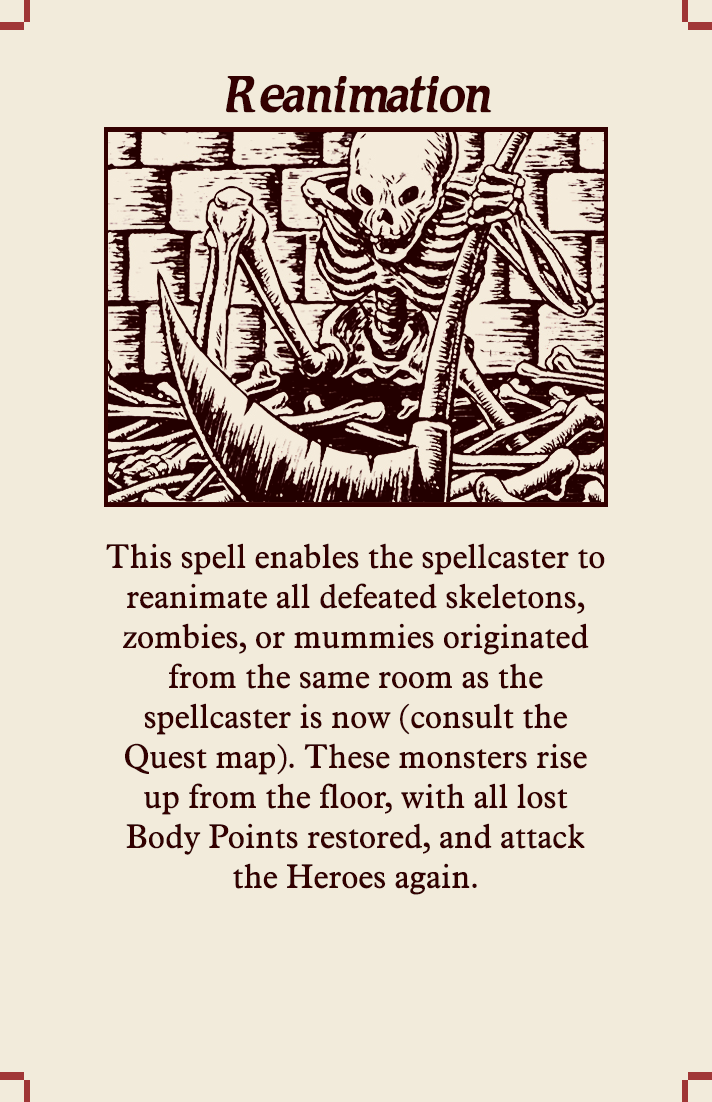 Reanimation
This spell enables the spellcaster to
reanimate all defeated skeletons,
zombies, or mummies originated
from the same room as the
spellcaster is now (consult the
Quest map). These monsters rise
up from the floor, with all lost
Body Points restored, and attack
the Heroes again.